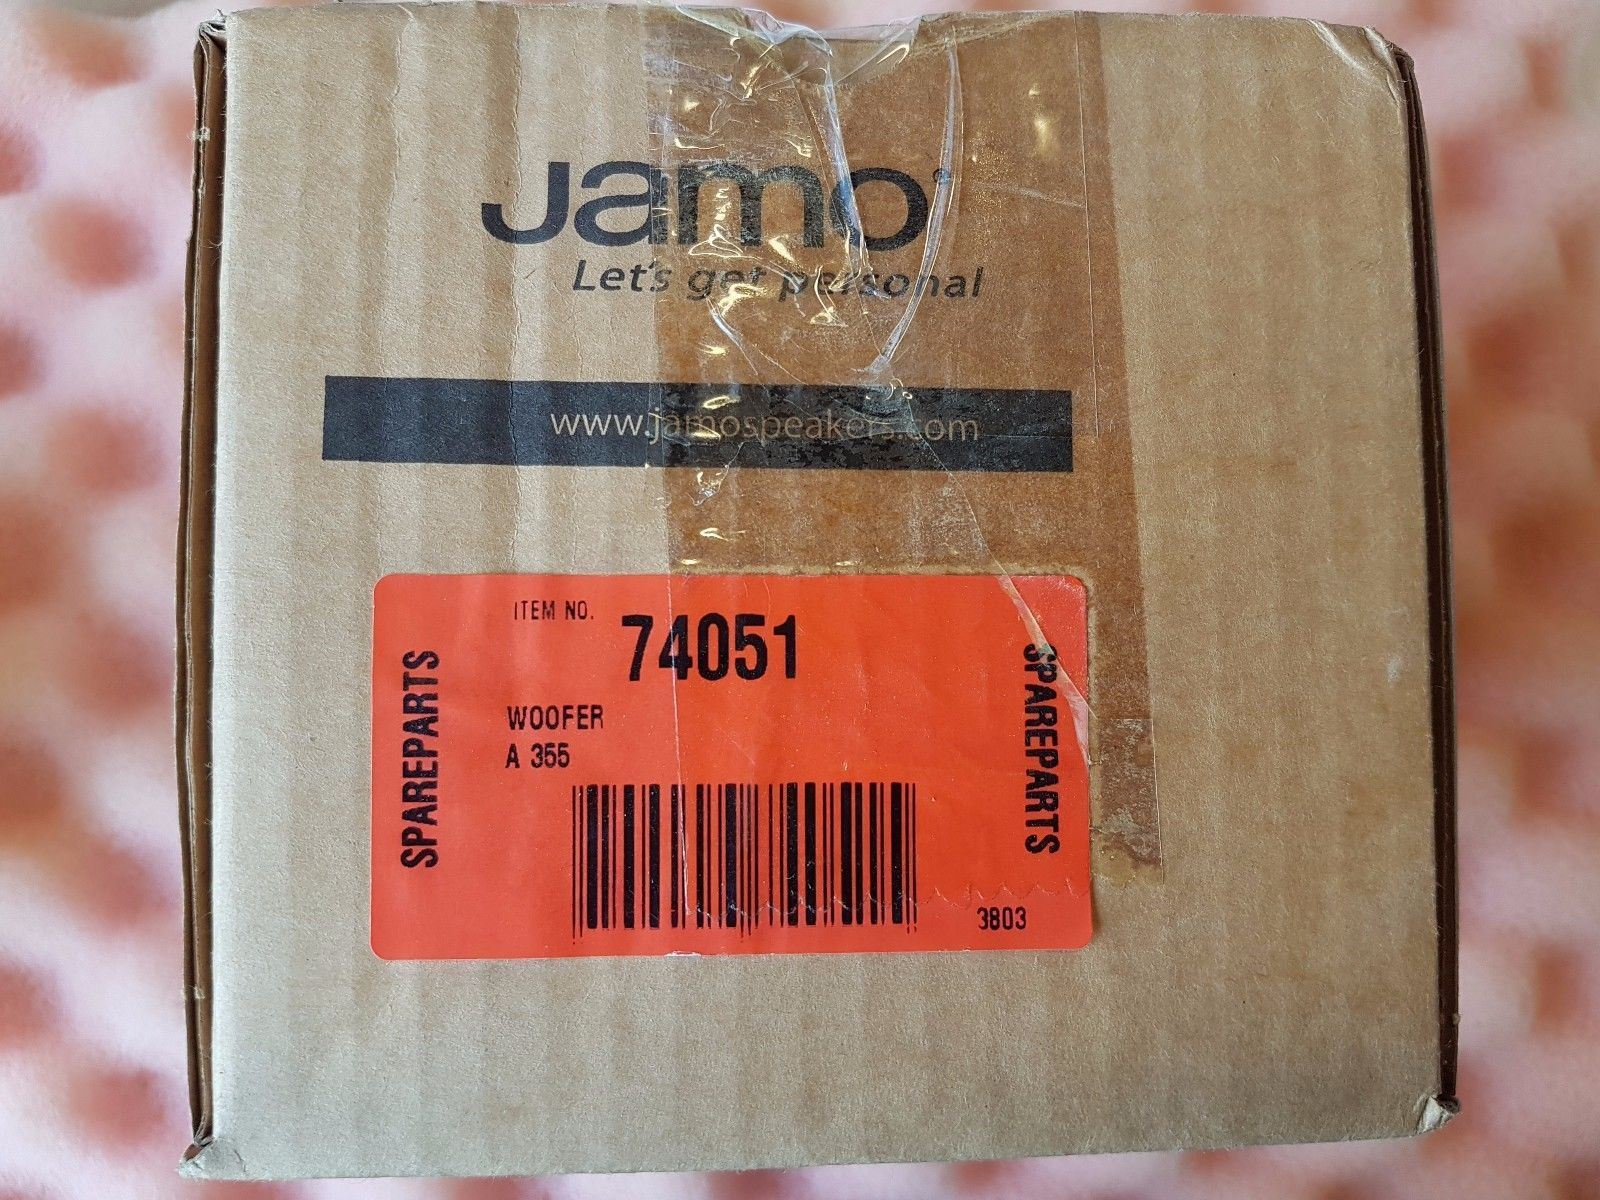 Jamo®
Let's get personal
www.jamospeakers.com
ITEM NO. 74051
SPAREPARTS
WOOFER
A 355
SPAREPARTS
3803